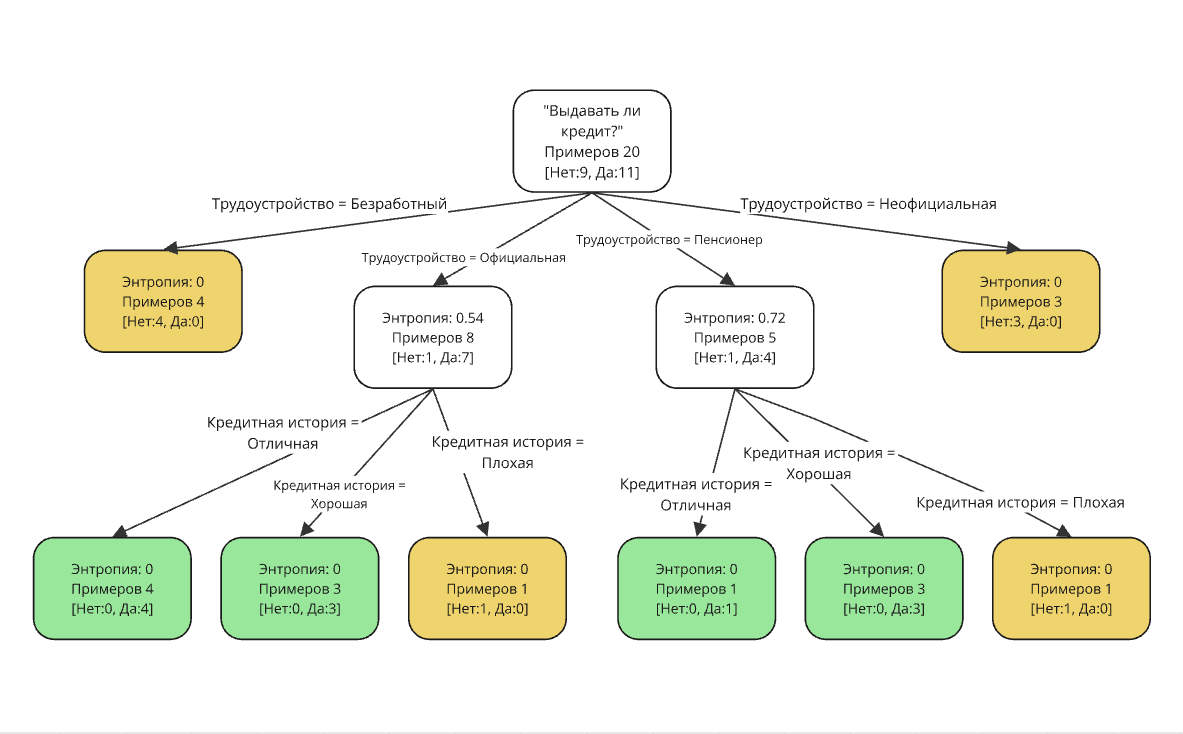 "Выдавать ли
кредит?"
Примеров 20
[Нет:9, Да:11]
Трудоустройство = Безработный
Трудоустройство = Неофициальная
Трудоустройство = Официальная
Трудоустройство = Пенсионер
Энтропия: 0
Примеров 4
[Нет:4, Да:0]
Энтропия: 0.54
Примеров 8
[Нет:1, Да:7]
Энтропия: 0.72
Примеров 5
[Нет:1, Да:4]
Энтропия: 0
Примеров 3
[Нет:3, Да:0]
Кредитная история =
Отличная
Кредитная история =
Хорошая
Кредитная история =
Плохая
Кредитная история =
Отличная
Кредитная история =
Хорошая
Кредитная история = Плохая
Энтропия: 0
Примеров 4
[Нет:0, Да:4]
Энтропия: 0
Примеров 3
[Нет:0, Да:3]
Энтропия: 0
Примеров 1
[Нет:1, Да:0]
Энтропия: 0
Примеров 1
[Нет:0, Да:1]
Энтропия: 0
Примеров 3
[Нет:0, Да:3]
Энтропия: 0
Примеров 1
[Нет:1, Да:0]